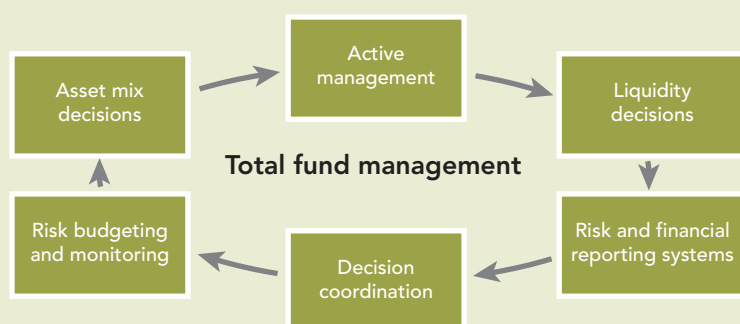 Active
management
Asset mix
decisions
Liquidity
decisions
Total fund management
Risk budgeting
and monitoring
Risk and financial
reporting systems
Decision
coordination